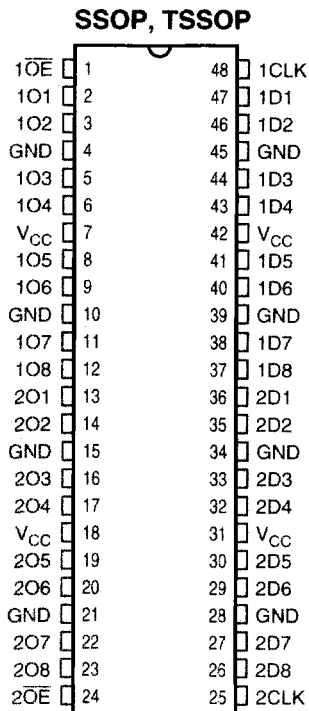 SSOP, TSSOP
1O̅E̅ 1 48 1CLK
1O1 2 47 1D1
1O2 3 46 1D2
GND 4 45 GND
1O3 5 44 1D3
1O4 6 43 1D4
VCC 7 42 VCC
1O5 8 41 1D5
1O6 9 40 1D6
GND 10 39 GND
1O7 11 38 1D7
1O8 12 37 1D8
2O1 13 36 2D1
2O2 14 35 2D2
GND 15 34 GND
2O3 16 33 2D3
2O4 17 32 2D4
VCC 18 31 VCC
2O5 19 30 2D5
2O6 20 29 2D6
GND 21 28 GND
2O7 22 27 2D7
2O8 23 26 2D8
2O̅E̅ 24 25 2CLK